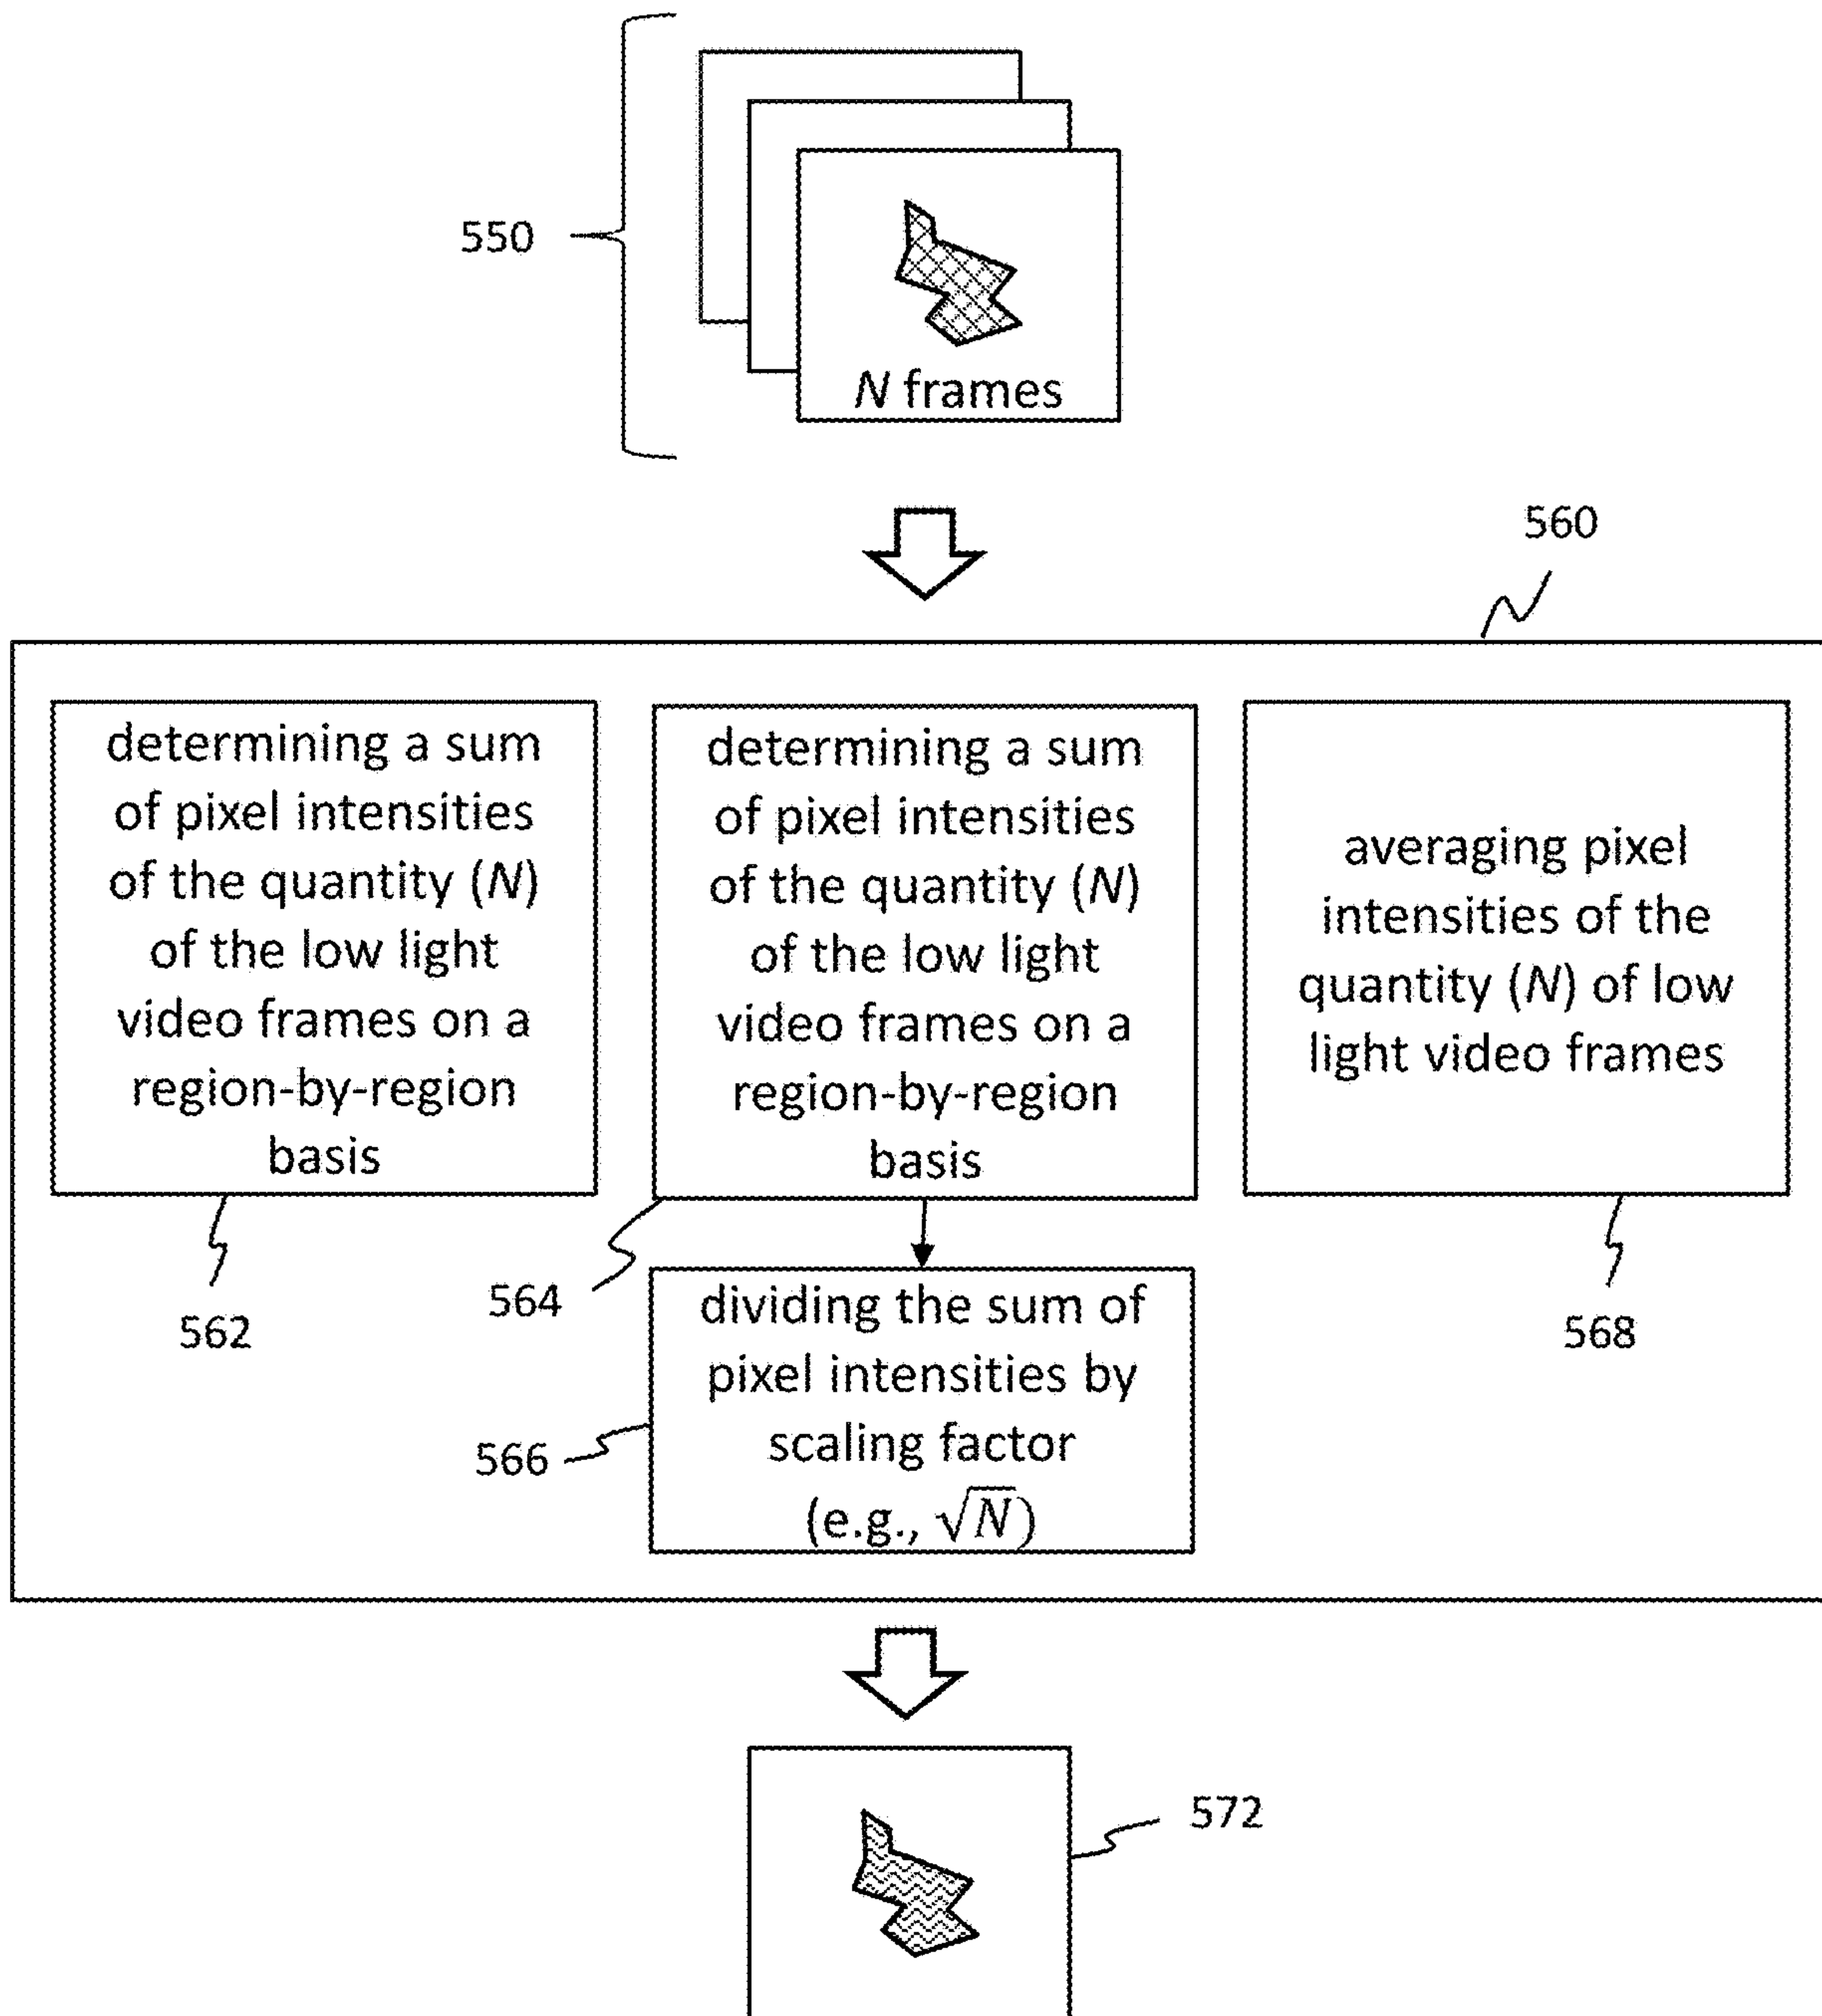 550
N frames
560
determining a sum
of pixel intensities
of the quantity (N)
of the low light
video frames on a
region-by-region
basis
determining a sum
of pixel intensities
of the quantity (N)
of the low light
video frames on a
region-by-region
basis
averaging pixel
intensities of the
quantity (N) of low
light video frames
562
564
568
dividing the sum of
pixel intensities by
scaling factor
(e.g., √N)
566
572